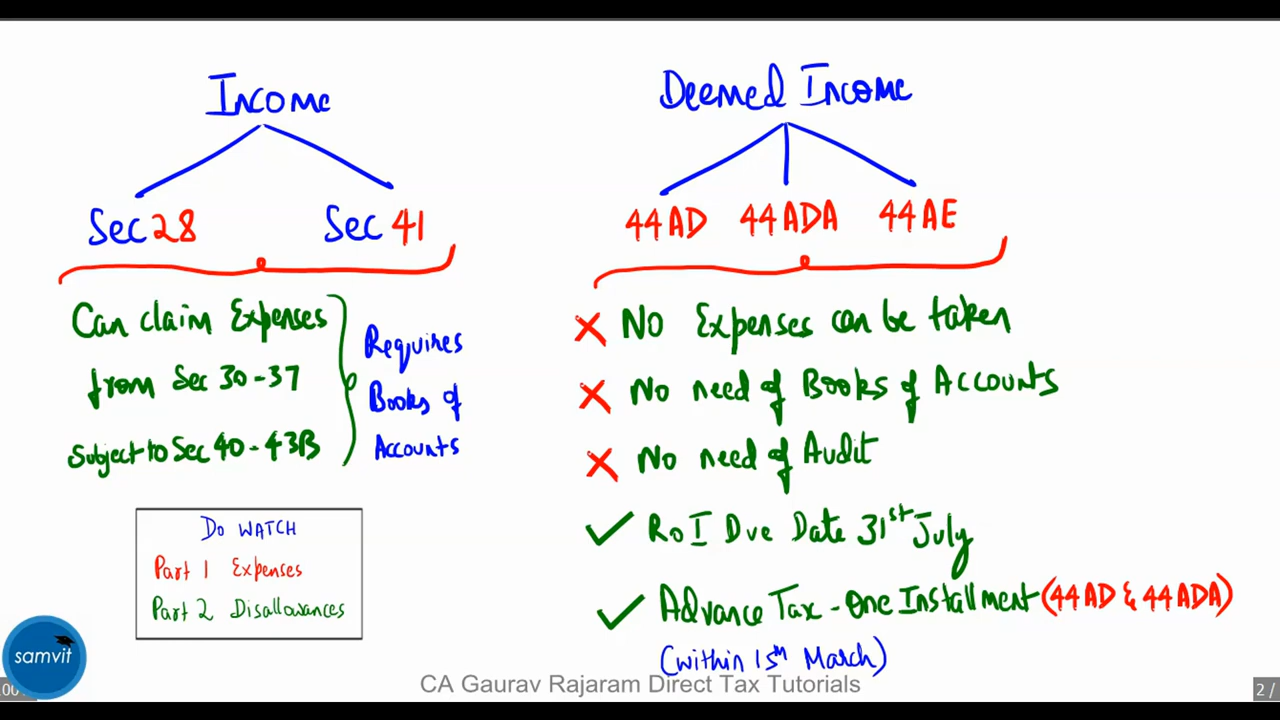 Income
Sec 28
Sec 41
Can claim Expenses
from Sec 30-37
Subject to Sec 40-43B
Requires
Books of
Accounts
Do WATCH
Part 1 Expenses
Part 2 Disallowances
samvit
Deemed Income
44AD 44ADA 44AE
X No Expenses can be taken
X No need of Books of Accounts
X No need of Audit
✓ RoI Due Date 31st July
✓ Advance Tax - One Installment (44AD & 44ADA)
(within 15th March)
CA Gaurav Rajaram Direct Tax Tutorials
2 /